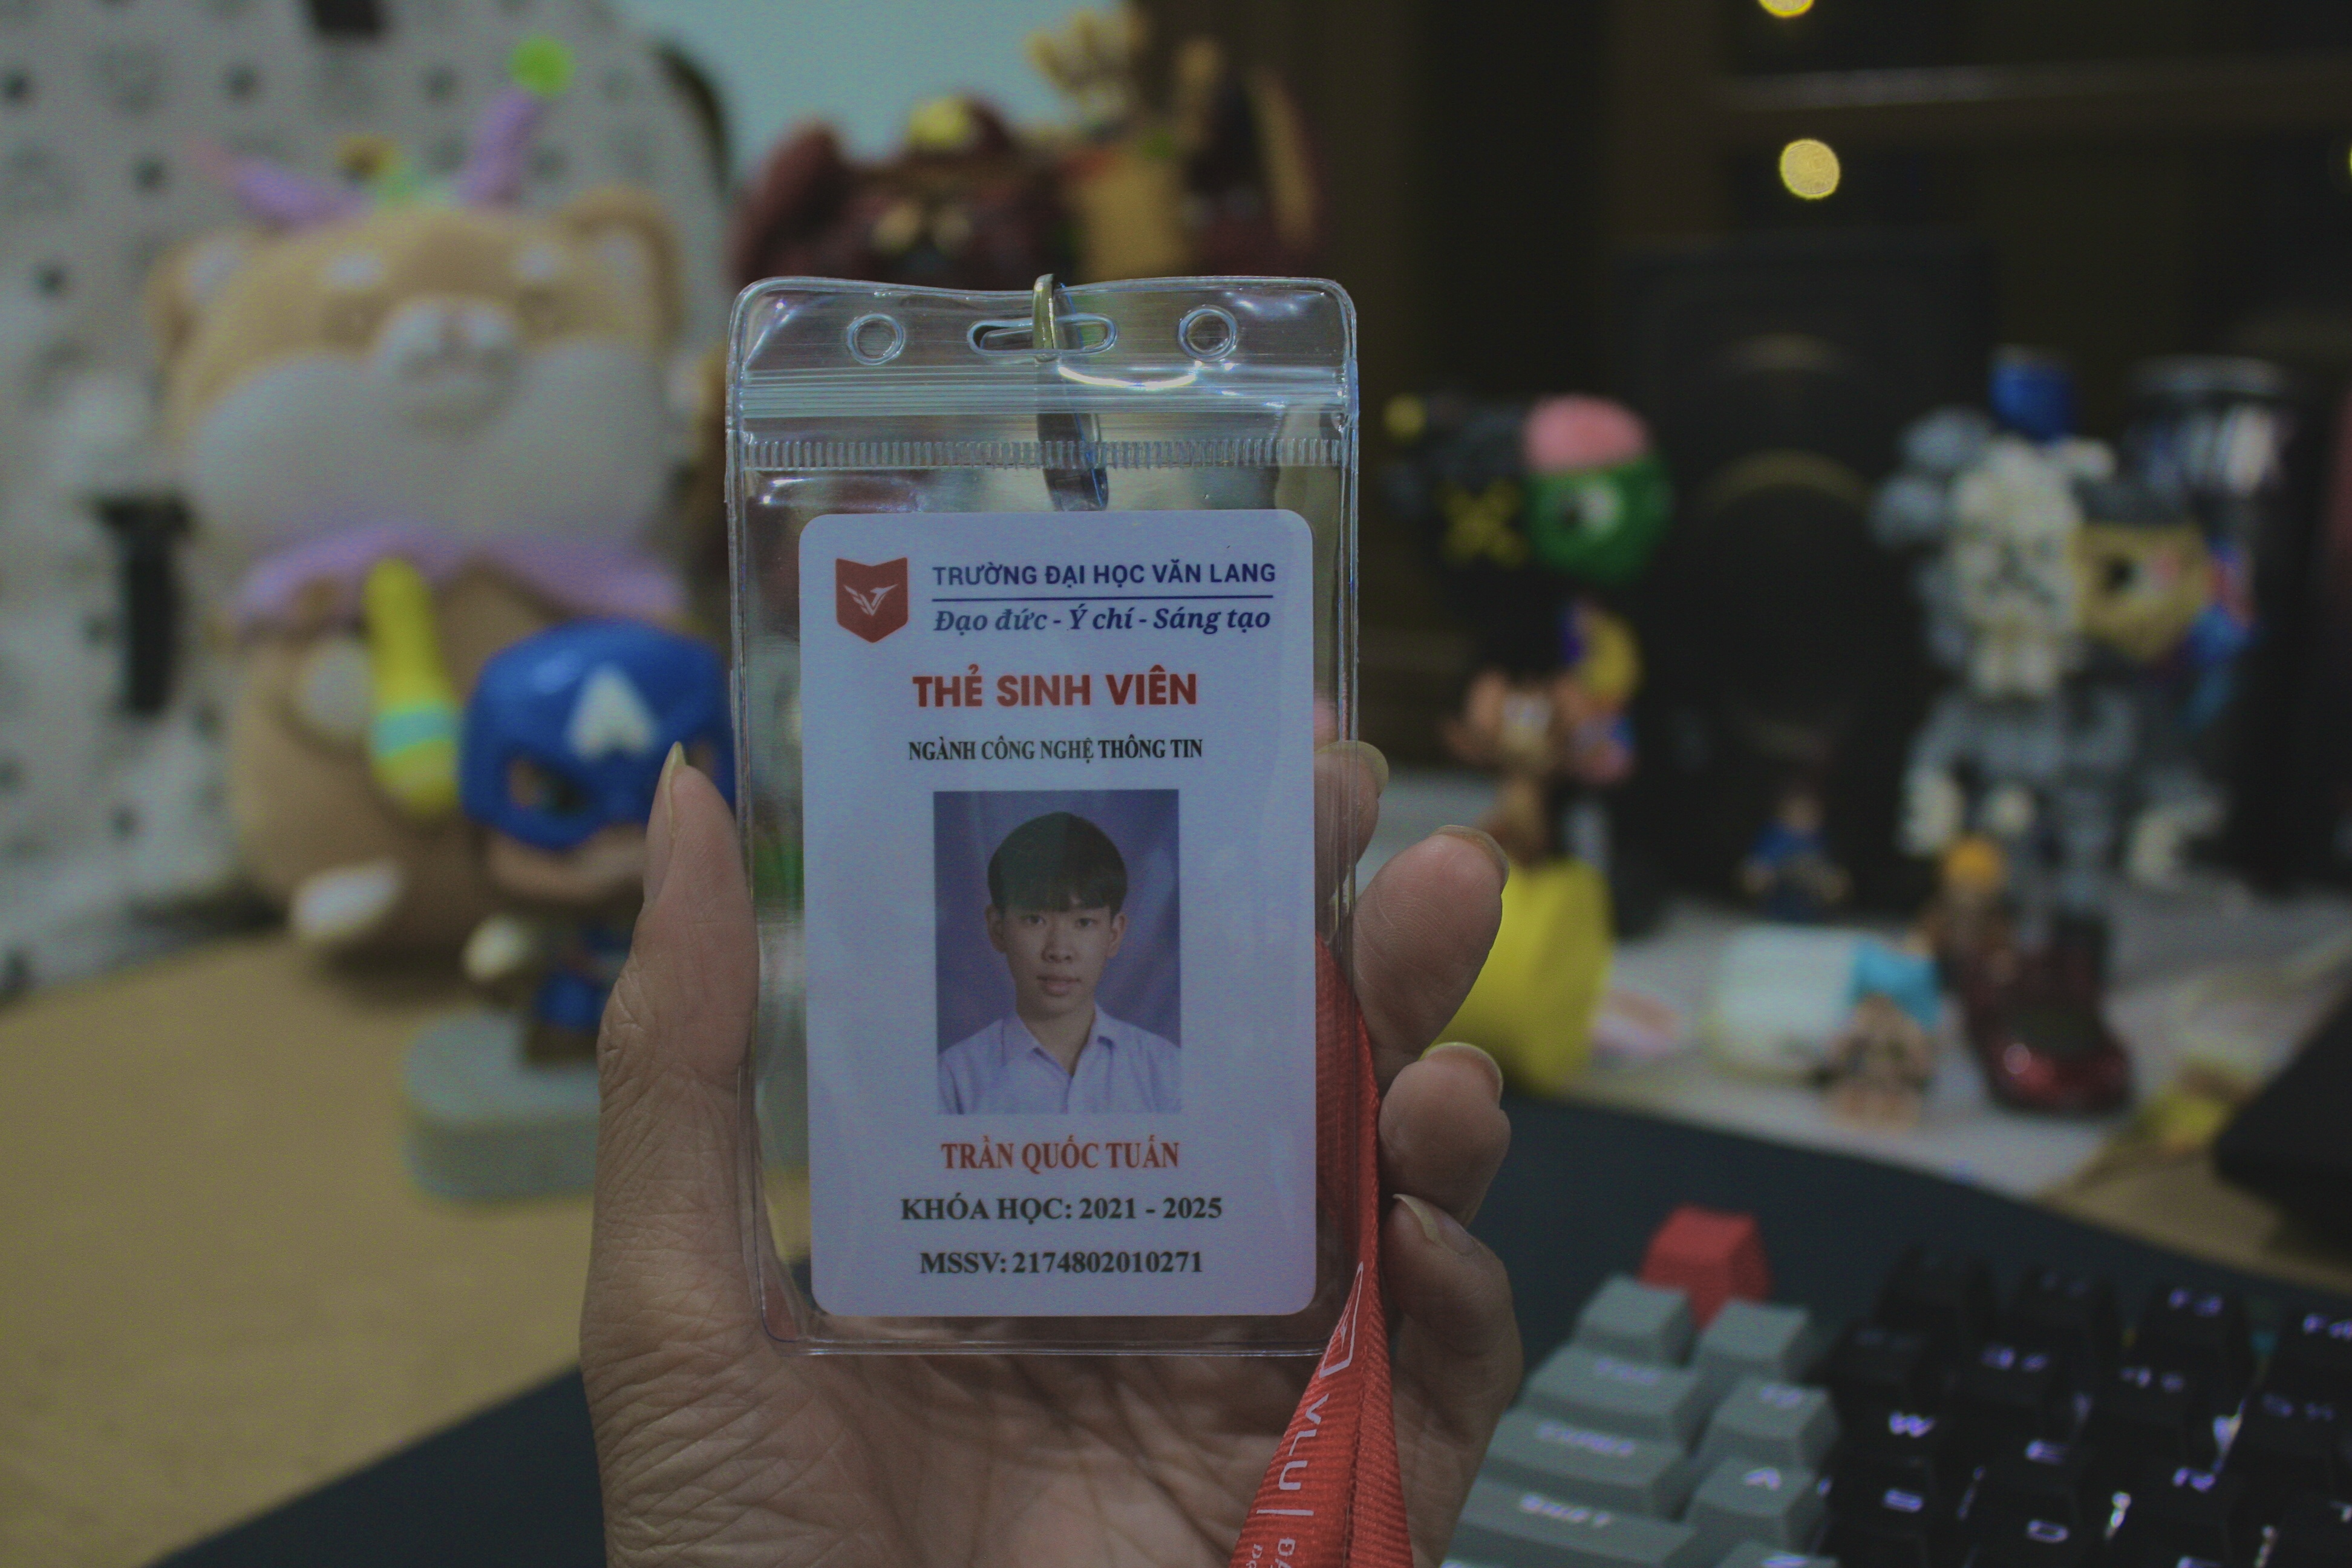 TRƯỜNG ĐẠI HỌC VĂN LANG
Đạo đức - Ý chí - Sáng tạo
THẺ SINH VIÊN
NGÀNH CÔNG NGHỆ THÔNG TIN
TRẦN QUỐC TUẤN
KHÓA HỌC: 2021 - 2025
MSSV: 2174802010271
VLU
A
W
E
R
A
S
D
SHIFT